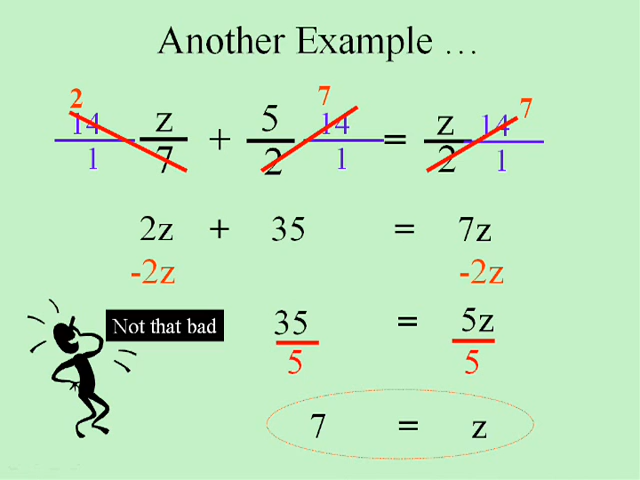 Another Example …
2 7 7
14 z + 5 14 = z 14
1 7 2 1 2 1
2z + 35 = 7z
-2z -2z
Not that bad
35 = 5z
5 5
7 = z